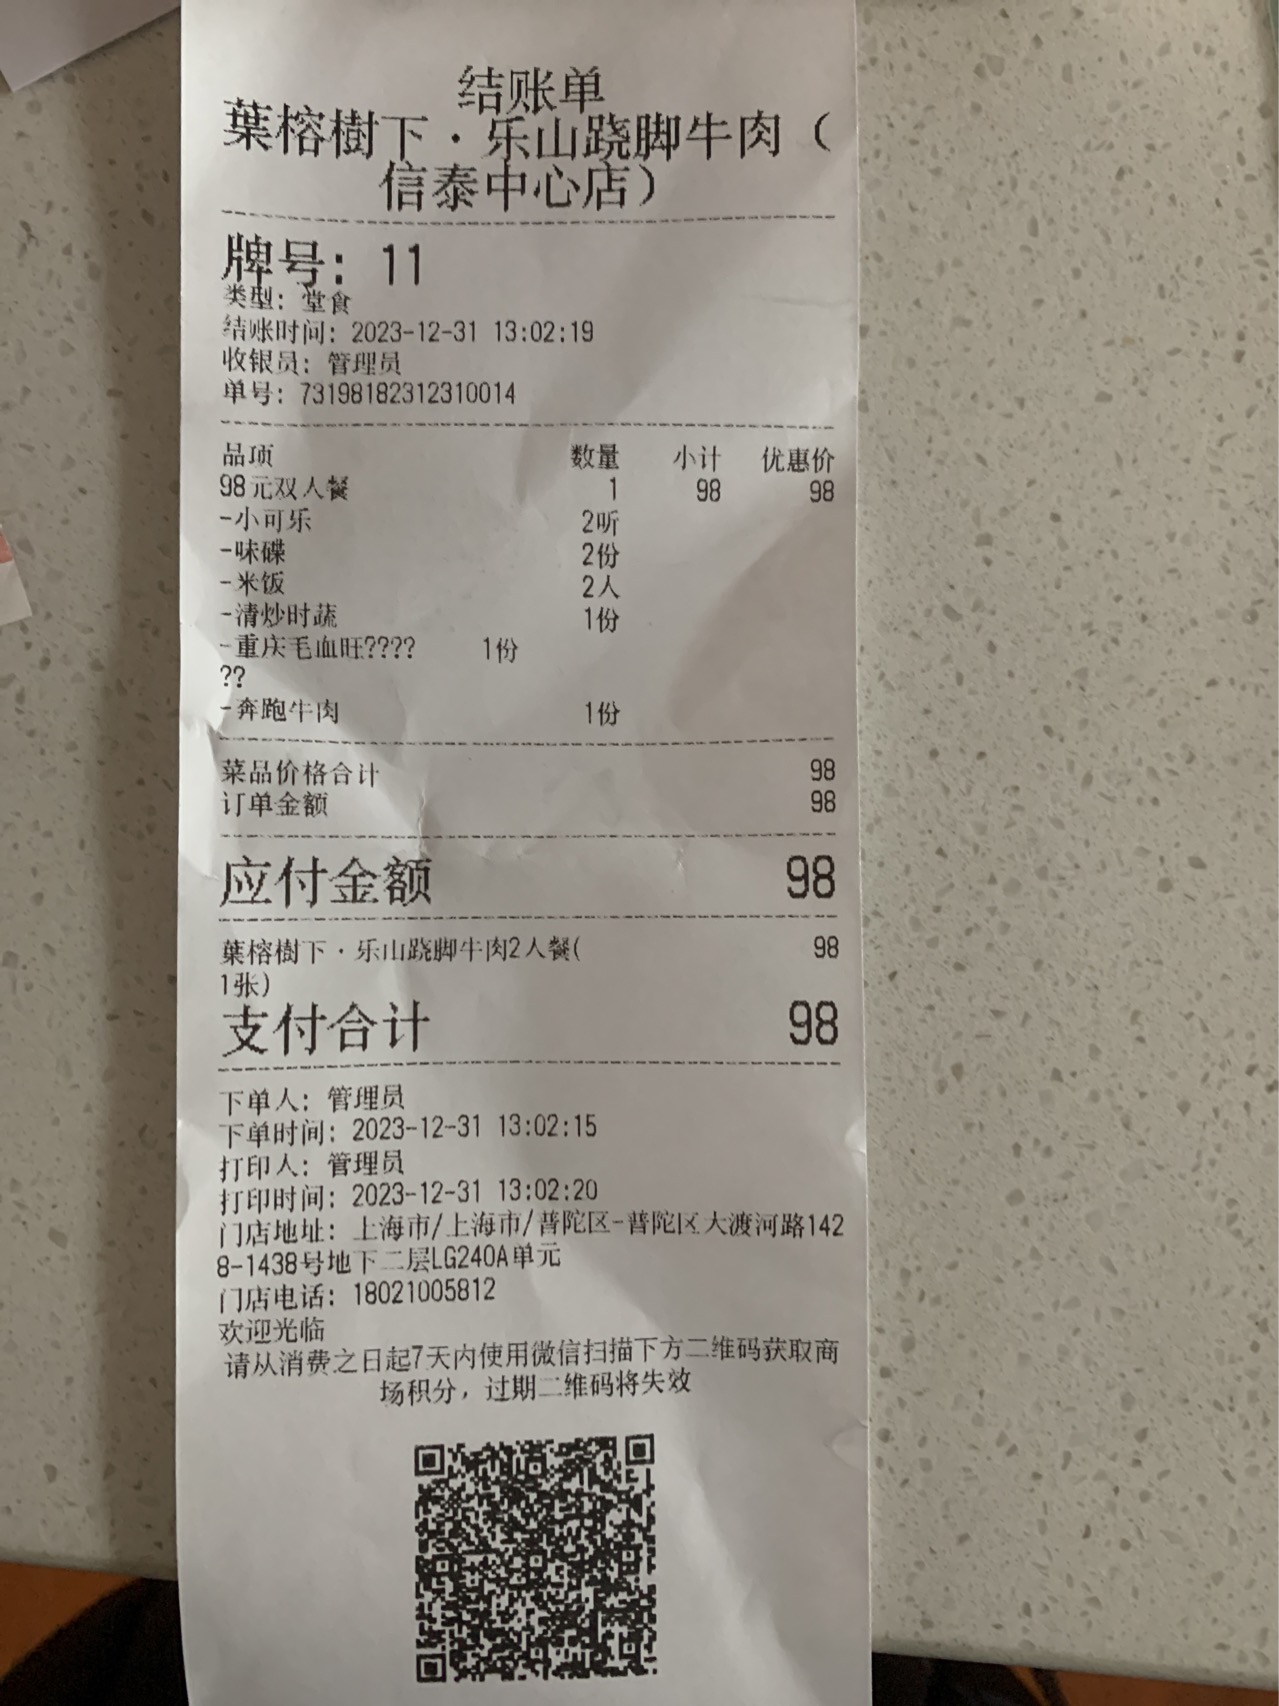 结账单
葉榕樹下·乐山跷脚牛肉（
信泰中心店）
牌号：11
类型：堂食
结账时间：2023-12-31 13:02:19
收银员：管理员
单号：73198182312310014
品项 数量 小计 优惠价
98元双人餐 1 98 98
-小可乐 2听
-味碟 2份
-米饭 2人
-清炒时蔬 1份
-重庆毛血旺???? 1份
??
-奔跑牛肉 1份
菜品价格合计 98
订单金额 98
应付金额 98
葉榕樹下·乐山跷脚牛肉2人餐( 98
1张)
支付合计 98
下单人：管理员
下单时间：2023-12-31 13:02:15
打印人：管理员
打印时间：2023-12-31 13:02:20
门店地址：上海市/上海市/普陀区-普陀区大渡河路142
8-1438号地下二层LG240A单元
门店电话：18021005812
欢迎光临
请从消费之日起7天内使用微信扫描下方二维码获取商
场积分，过期二维码将失效